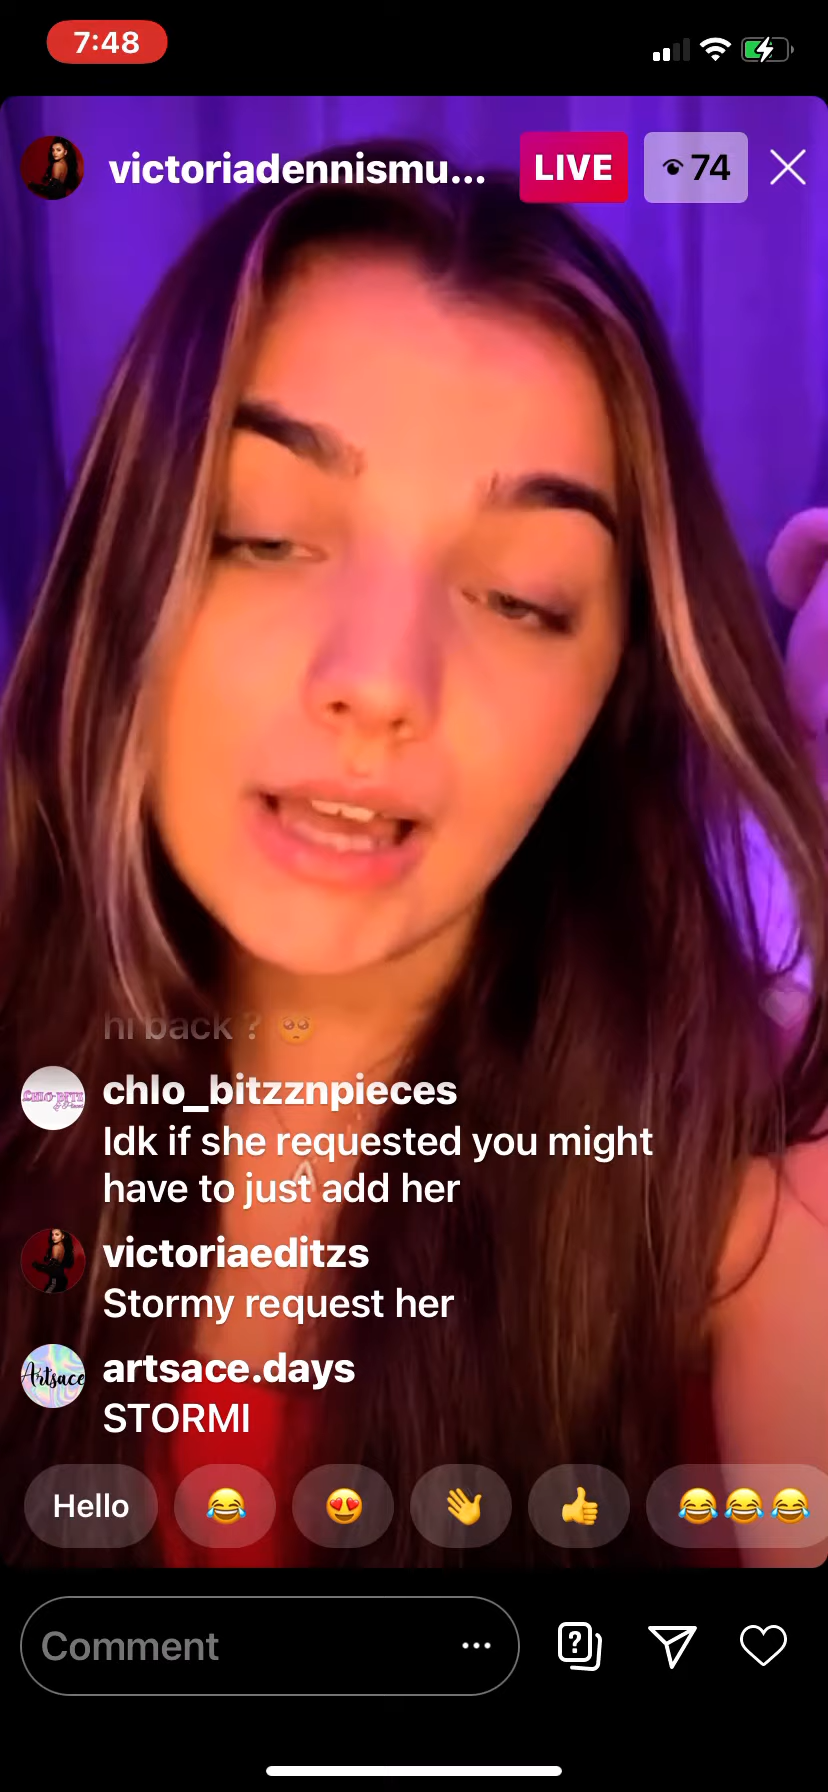 7:48
victoriadennismu...
LIVE
74
hi back ? 🥺
chlo_bitzznpieces
Idk if she requested you might
have to just add her
victoriaeditzs
Stormy request her
Artsace
artsace.days
STORMI
Hello 😂 😍 👋 👍 😂😂😂
Comment
?